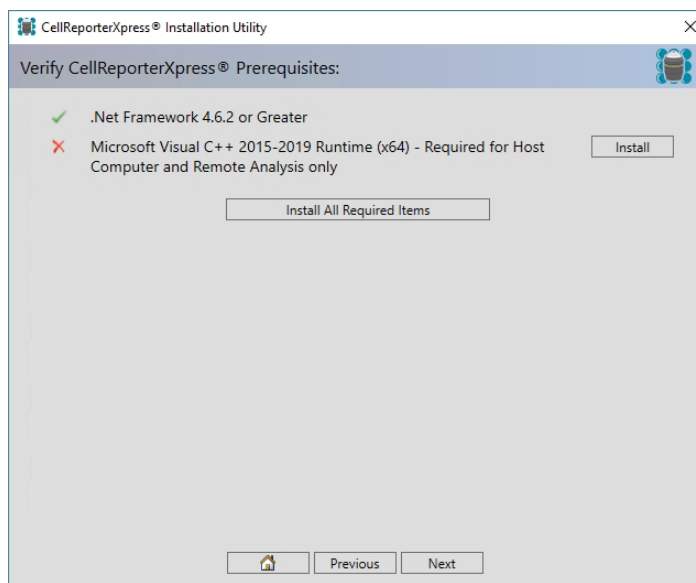 CellReporterXpress® Installation Utility
Verify CellReporterXpress® Prerequisites:
.Net Framework 4.6.2 or Greater
Microsoft Visual C++ 2015-2019 Runtime (x64) - Required for Host
Install
Computer and Remote Analysis only
Install All Required Items
Previous
Next